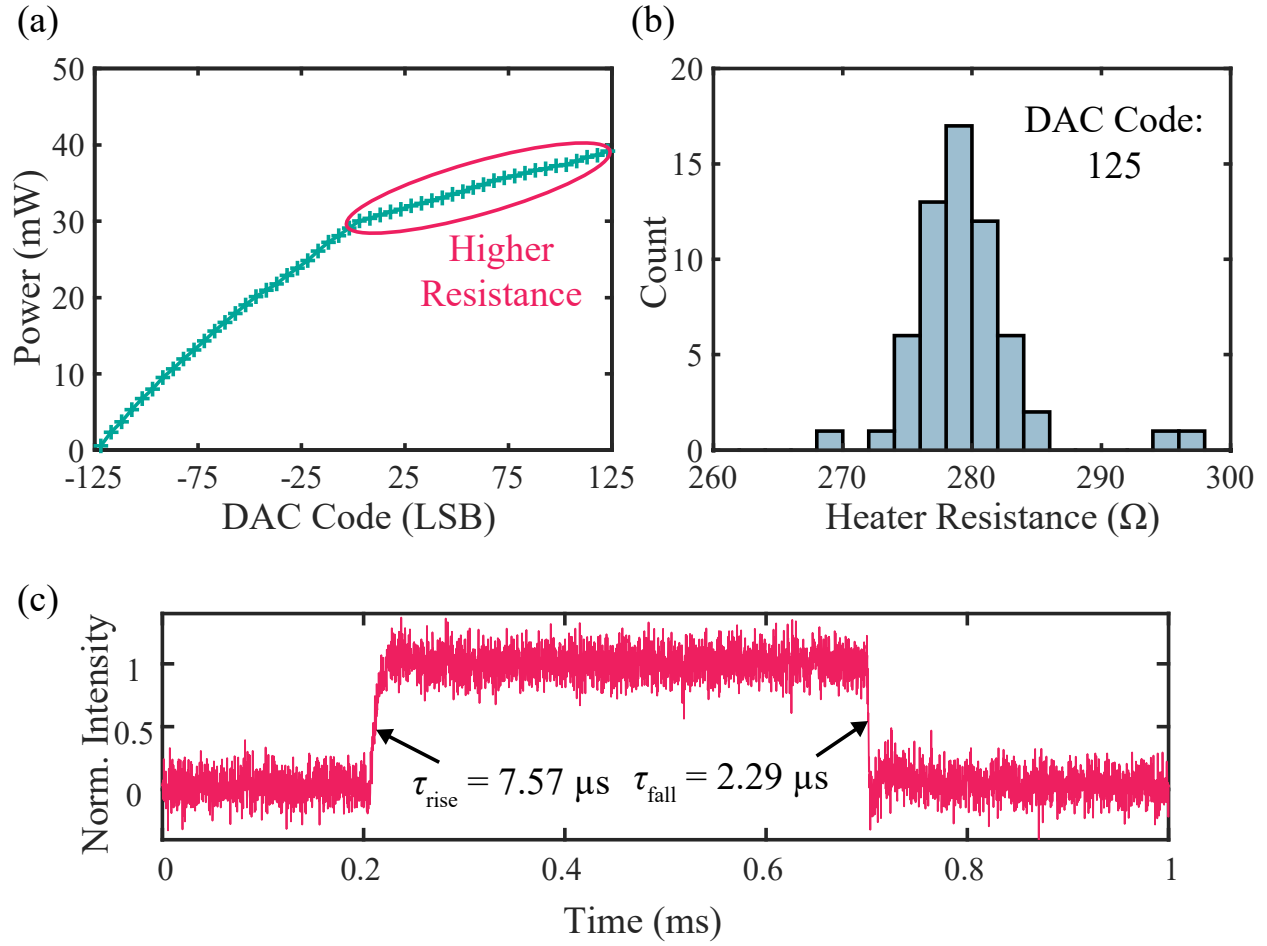 (a)
50
40
30
20
10
0
Power (mW)
Higher
Resistance
-125
-75
-25
25
75
125
DAC Code (LSB)
(b)
20
15
10
5
0
Count
DAC Code:
125
260
270
280
290
300
Heater Resistance (Ω)
(c)
Norm. Intensity
1
0.5
0
τrise = 7.57 μs
τfall = 2.29 μs
0
0.2
0.4
0.6
0.8
1
Time (ms)